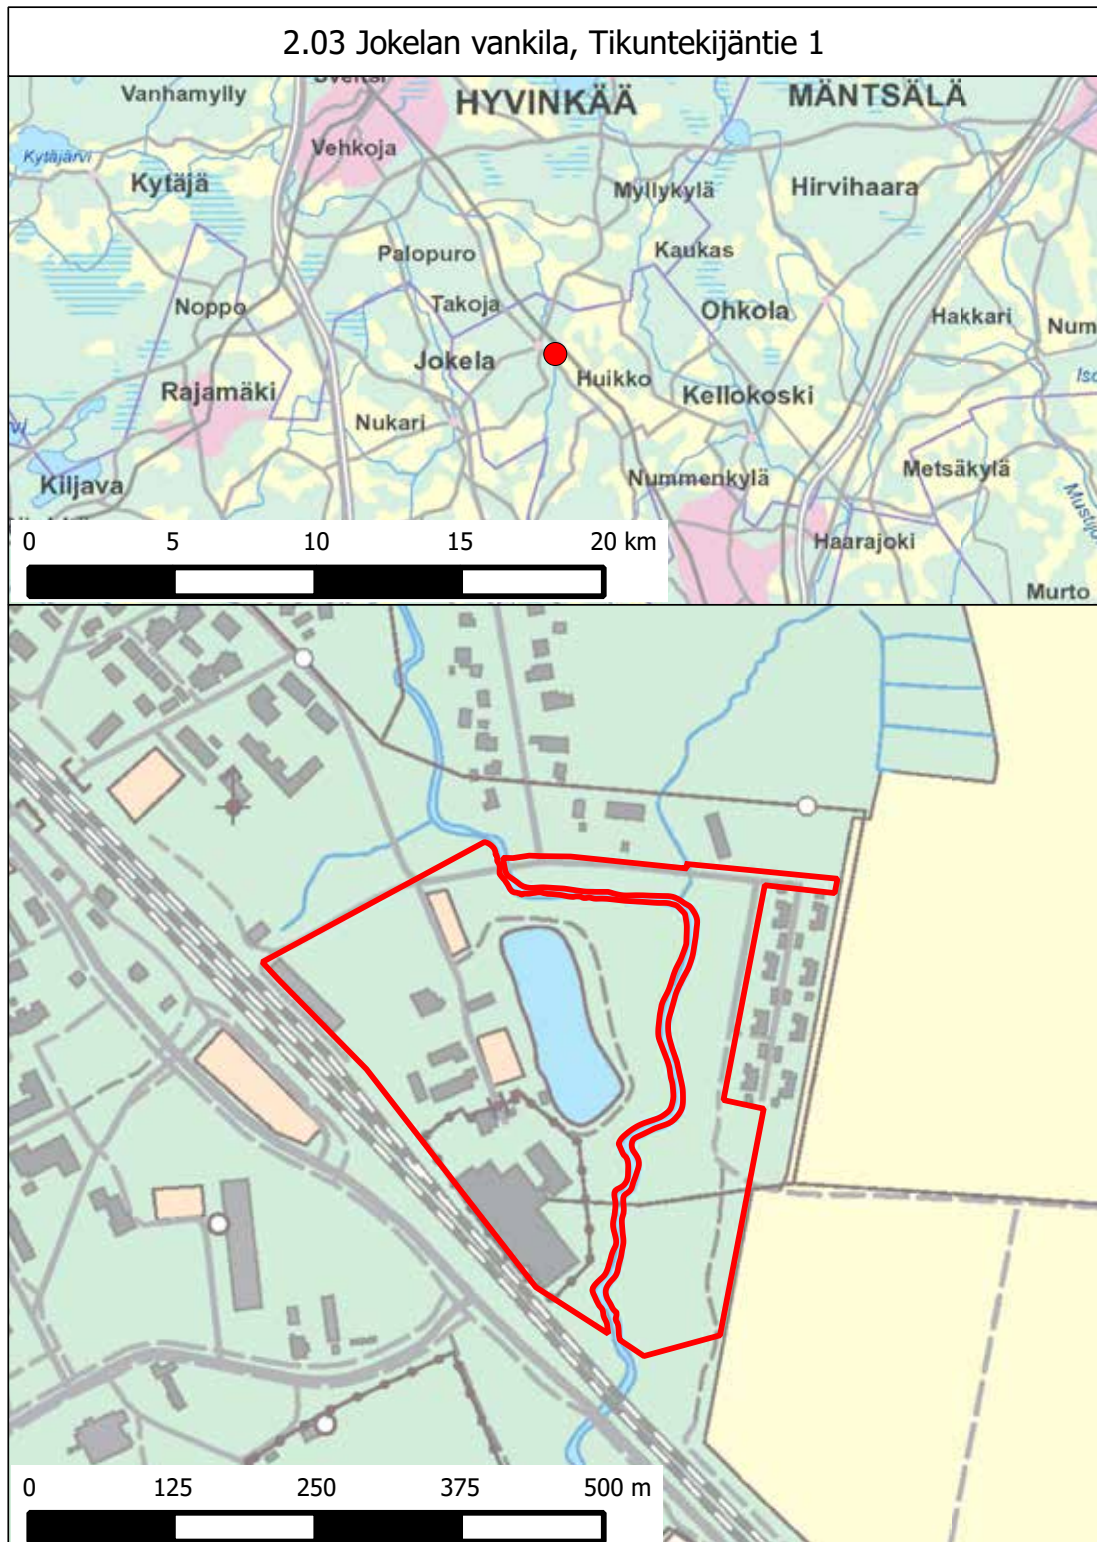 2.03 Jokelan vankila, Tikuntekijäntie 1
Vanhamylly
HYVINKÄÄ
MÄNTSÄLÄ
Vehkoja
Kytäjärvi
Kytäjä
Myllykylä
Hirvihaara
Palopuro
Kaukas
Noppo
Takoja
Ohkola
Hakkari
Num
Jokela
Huikko
Rajamäki
Kellokoski
Nukari
Kiljava
Nummenkylä
Metsäkylä
Haarajoki
Murto
0 5 10 15 20 km
0 125 250 375 500 m